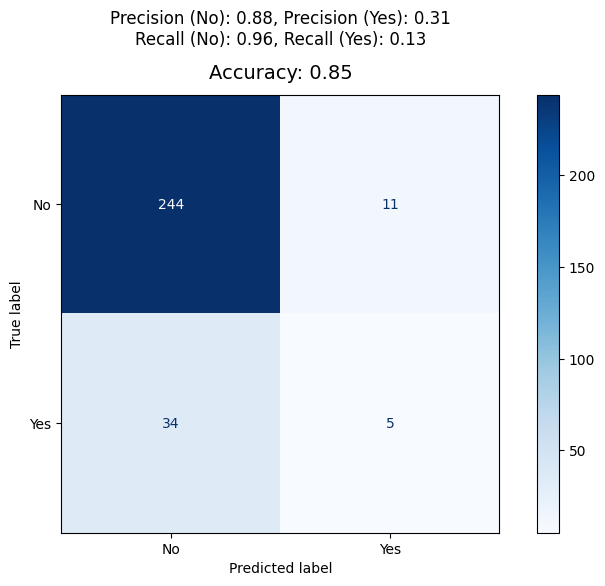 Precision (No): 0.88, Precision (Yes): 0.31
Recall (No): 0.96, Recall (Yes): 0.13
Accuracy: 0.85
No
244
11
200
150
True label
100
Yes
34
5
50
No
Yes
Predicted label